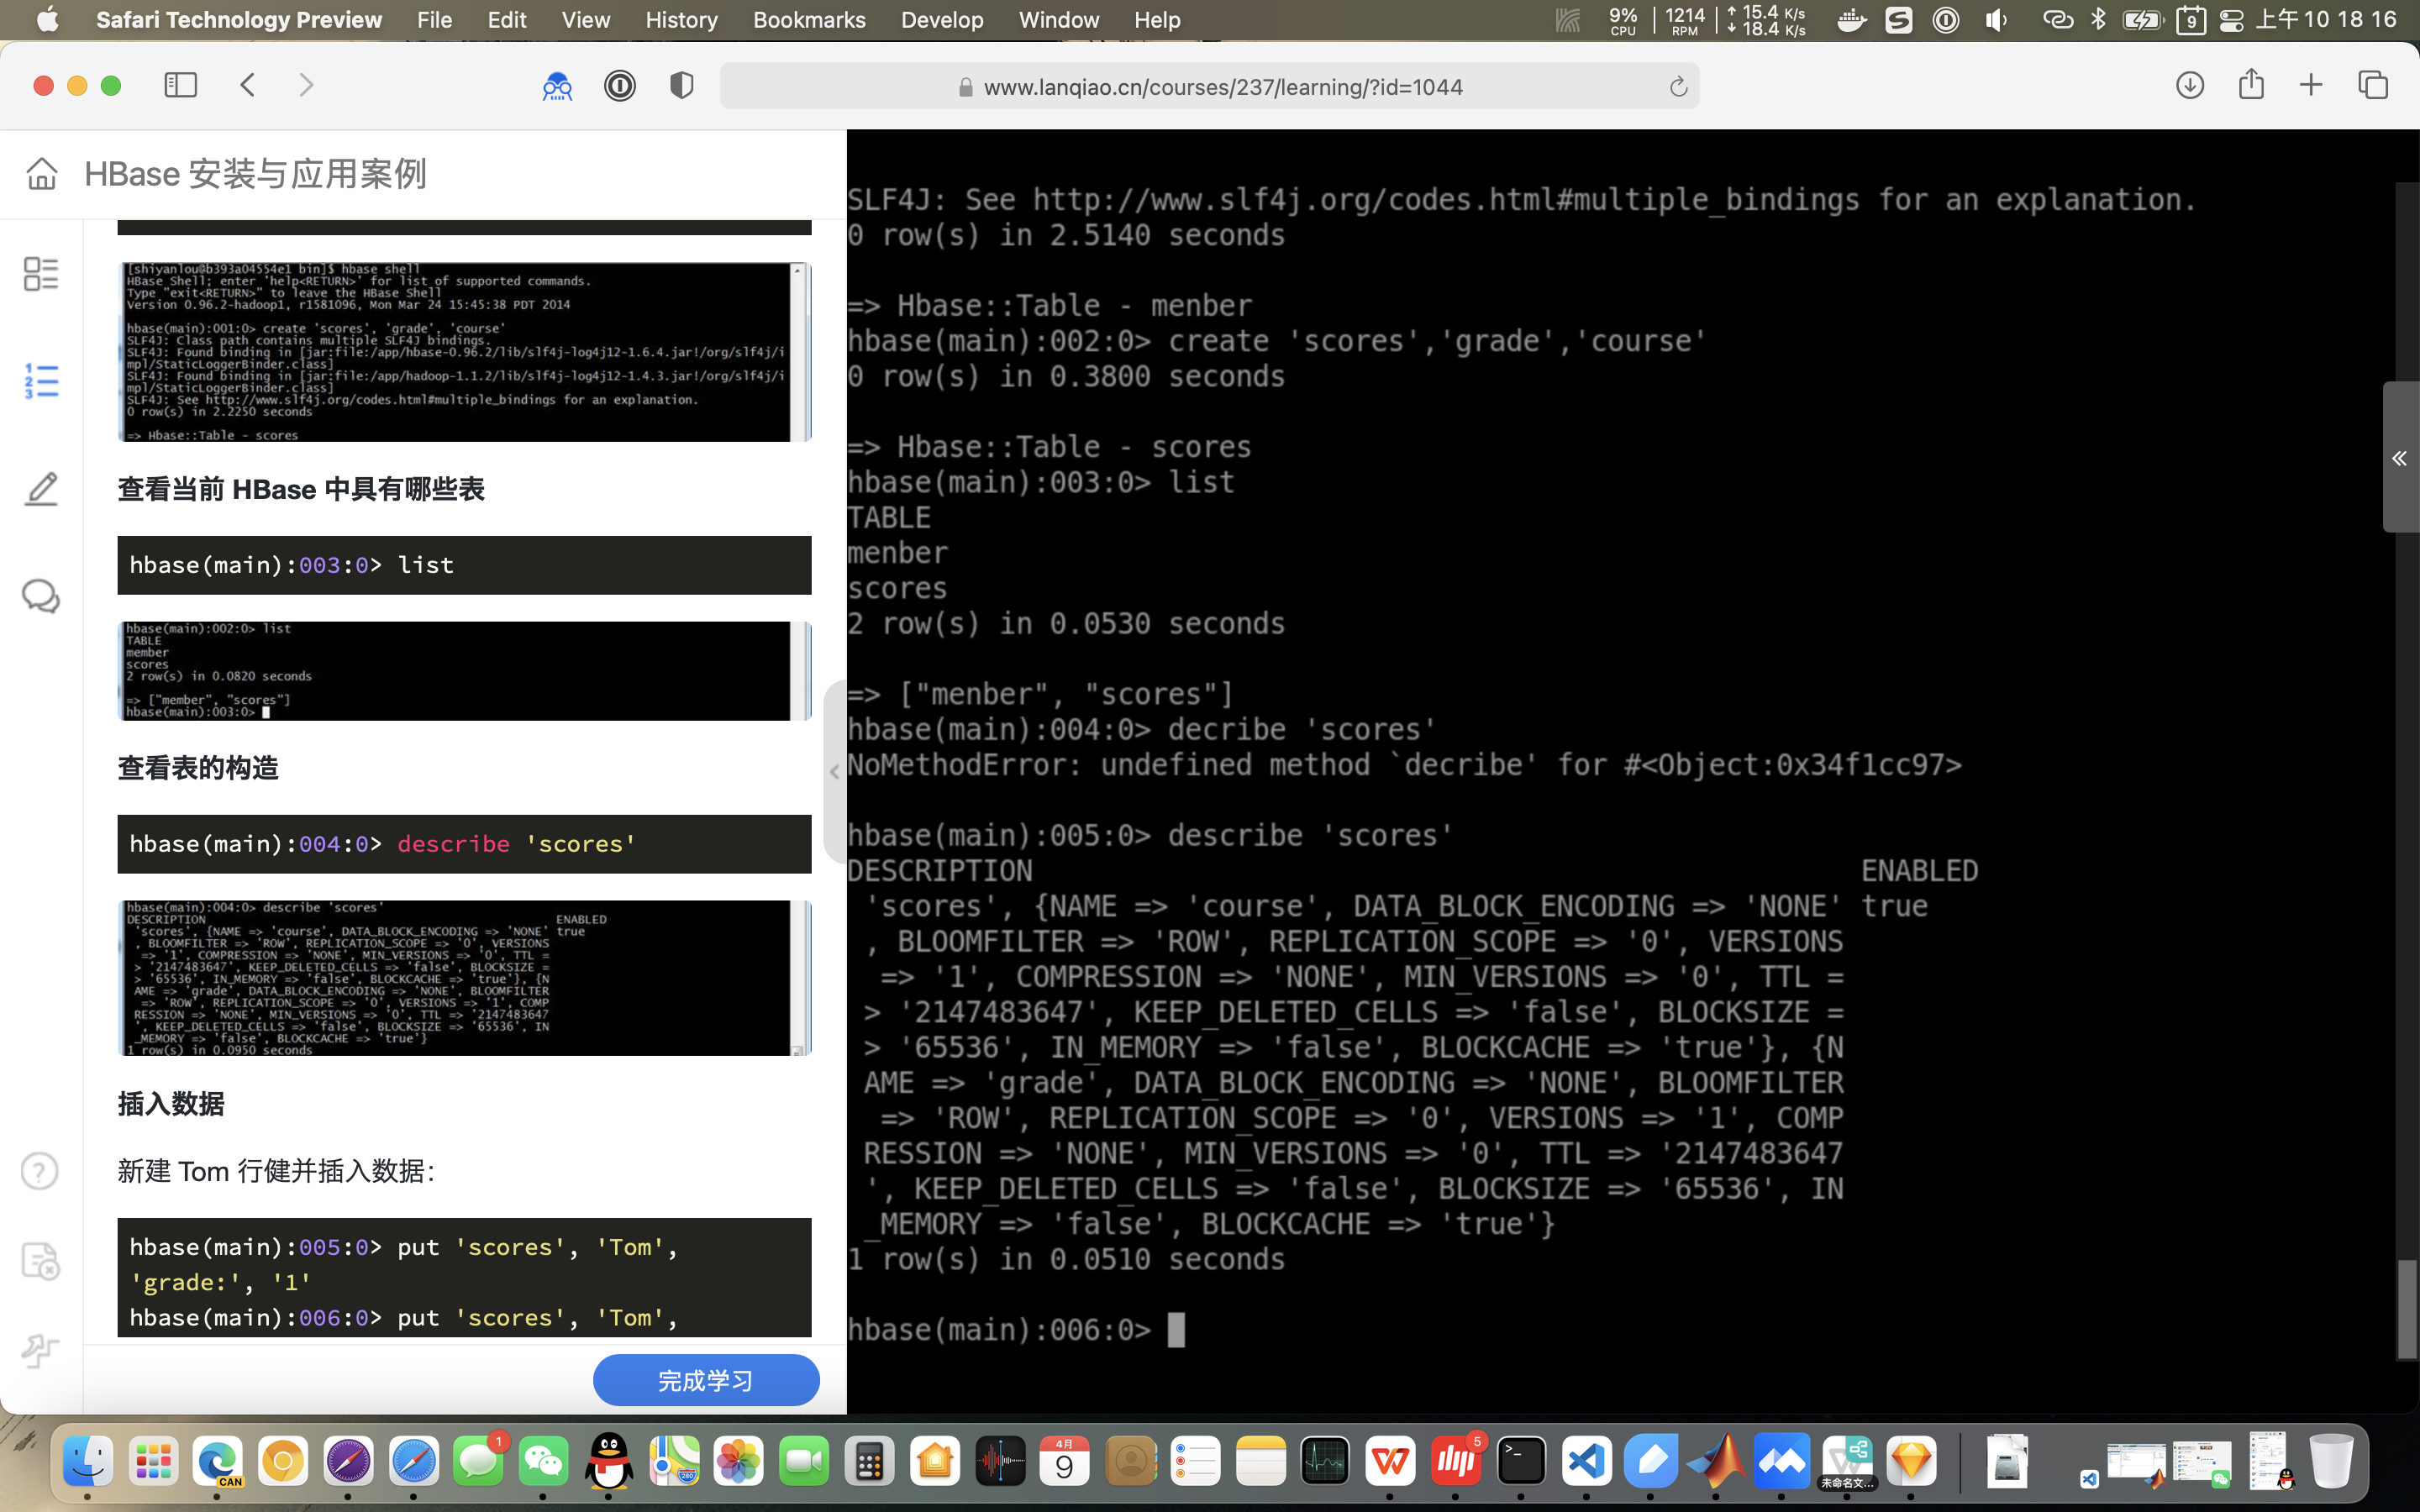 Safari Technology Preview File Edit View History Bookmarks Develop Window Help
9% CPU 1214 RPM 15.4 K/s 18.4 K/s 9 上午10 18 16
www.lanqiao.cn/courses/237/learning/?id=1044
HBase 安装与应用案例
[shiyanlou@b393a04554e1 bin]$ hbase shell
HBase Shell; enter 'help<RETURN>' for list of supported commands.
Type "exit<RETURN>" to leave the HBase Shell
Version 0.96.2-hadoop1, r1581096, Mon Mar 24 15:45:38 PDT 2014
hbase(main):001:0> create 'scores', 'grade', 'course'
SLF4J: Class path contains multiple SLF4J bindings.
SLF4J: Found binding in [jar:file:/app/hbase-0.96.2/lib/slf4j-log4j12-1.6.4.jar!/org/slf4j/i
mpl/StaticLoggerBinder.class]
SLF4J: Found binding in [jar:file:/app/hadoop-1.1.2/lib/slf4j-log4j12-1.4.3.jar!/org/slf4j/i
mpl/StaticLoggerBinder.class]
SLF4J: See http://www.slf4j.org/codes.html#multiple_bindings for an explanation.
0 row(s) in 2.2250 seconds
=> Hbase::Table - scores
查看当前 HBase 中具有哪些表
hbase(main):003:0> list
hbase(main):002:0> list
TABLE
member
scores
2 row(s) in 0.0820 seconds
=> ["member", "scores"]
hbase(main):003:0>
查看表的构造
hbase(main):004:0> describe 'scores'
hbase(main):004:0> describe 'scores'
DESCRIPTION ENABLED
'scores', {NAME => 'course', DATA_BLOCK_ENCODING => 'NONE' true
, BLOOMFILTER => 'ROW', REPLICATION_SCOPE => '0', VERSIONS
=> '1', COMPRESSION => 'NONE', MIN_VERSIONS => '0', TTL =
> '2147483647', KEEP_DELETED_CELLS => 'false', BLOCKSIZE =
> '65536', IN_MEMORY => 'false', BLOCKCACHE => 'true'}, {N
AME => 'grade', DATA_BLOCK_ENCODING => 'NONE', BLOOMFILTER
=> 'ROW', REPLICATION_SCOPE => '0', VERSIONS => '1', COMP
RESSION => 'NONE', MIN_VERSIONS => '0', TTL => '2147483647
', KEEP_DELETED_CELLS => 'false', BLOCKSIZE => '65536', IN
_MEMORY => 'false', BLOCKCACHE => 'true'}
1 row(s) in 0.0950 seconds
插入数据
新建 Tom 行健并插入数据：
hbase(main):005:0> put 'scores', 'Tom',
'grade:', '1'
hbase(main):006:0> put 'scores', 'Tom',
完成学习
SLF4J: See http://www.slf4j.org/codes.html#multiple_bindings for an explanation.
0 row(s) in 2.5140 seconds
=> Hbase::Table - menber
hbase(main):002:0> create 'scores','grade','course'
0 row(s) in 0.3800 seconds
=> Hbase::Table - scores
hbase(main):003:0> list
TABLE
menber
scores
2 row(s) in 0.0530 seconds
=> ["menber", "scores"]
hbase(main):004:0> decribe 'scores'
NoMethodError: undefined method `decribe' for #<Object:0x34f1cc97>
hbase(main):005:0> describe 'scores'
DESCRIPTION ENABLED
'scores', {NAME => 'course', DATA_BLOCK_ENCODING => 'NONE' true
, BLOOMFILTER => 'ROW', REPLICATION_SCOPE => '0', VERSIONS
=> '1', COMPRESSION => 'NONE', MIN_VERSIONS => '0', TTL =
> '2147483647', KEEP_DELETED_CELLS => 'false', BLOCKSIZE =
> '65536', IN_MEMORY => 'false', BLOCKCACHE => 'true'}, {N
AME => 'grade', DATA_BLOCK_ENCODING => 'NONE', BLOOMFILTER
=> 'ROW', REPLICATION_SCOPE => '0', VERSIONS => '1', COMP
RESSION => 'NONE', MIN_VERSIONS => '0', TTL => '2147483647
', KEEP_DELETED_CELLS => 'false', BLOCKSIZE => '65536', IN
_MEMORY => 'false', BLOCKCACHE => 'true'}
1 row(s) in 0.0510 seconds
hbase(main):006:0>
CAN
1
280
4月
9
5
未命名文...